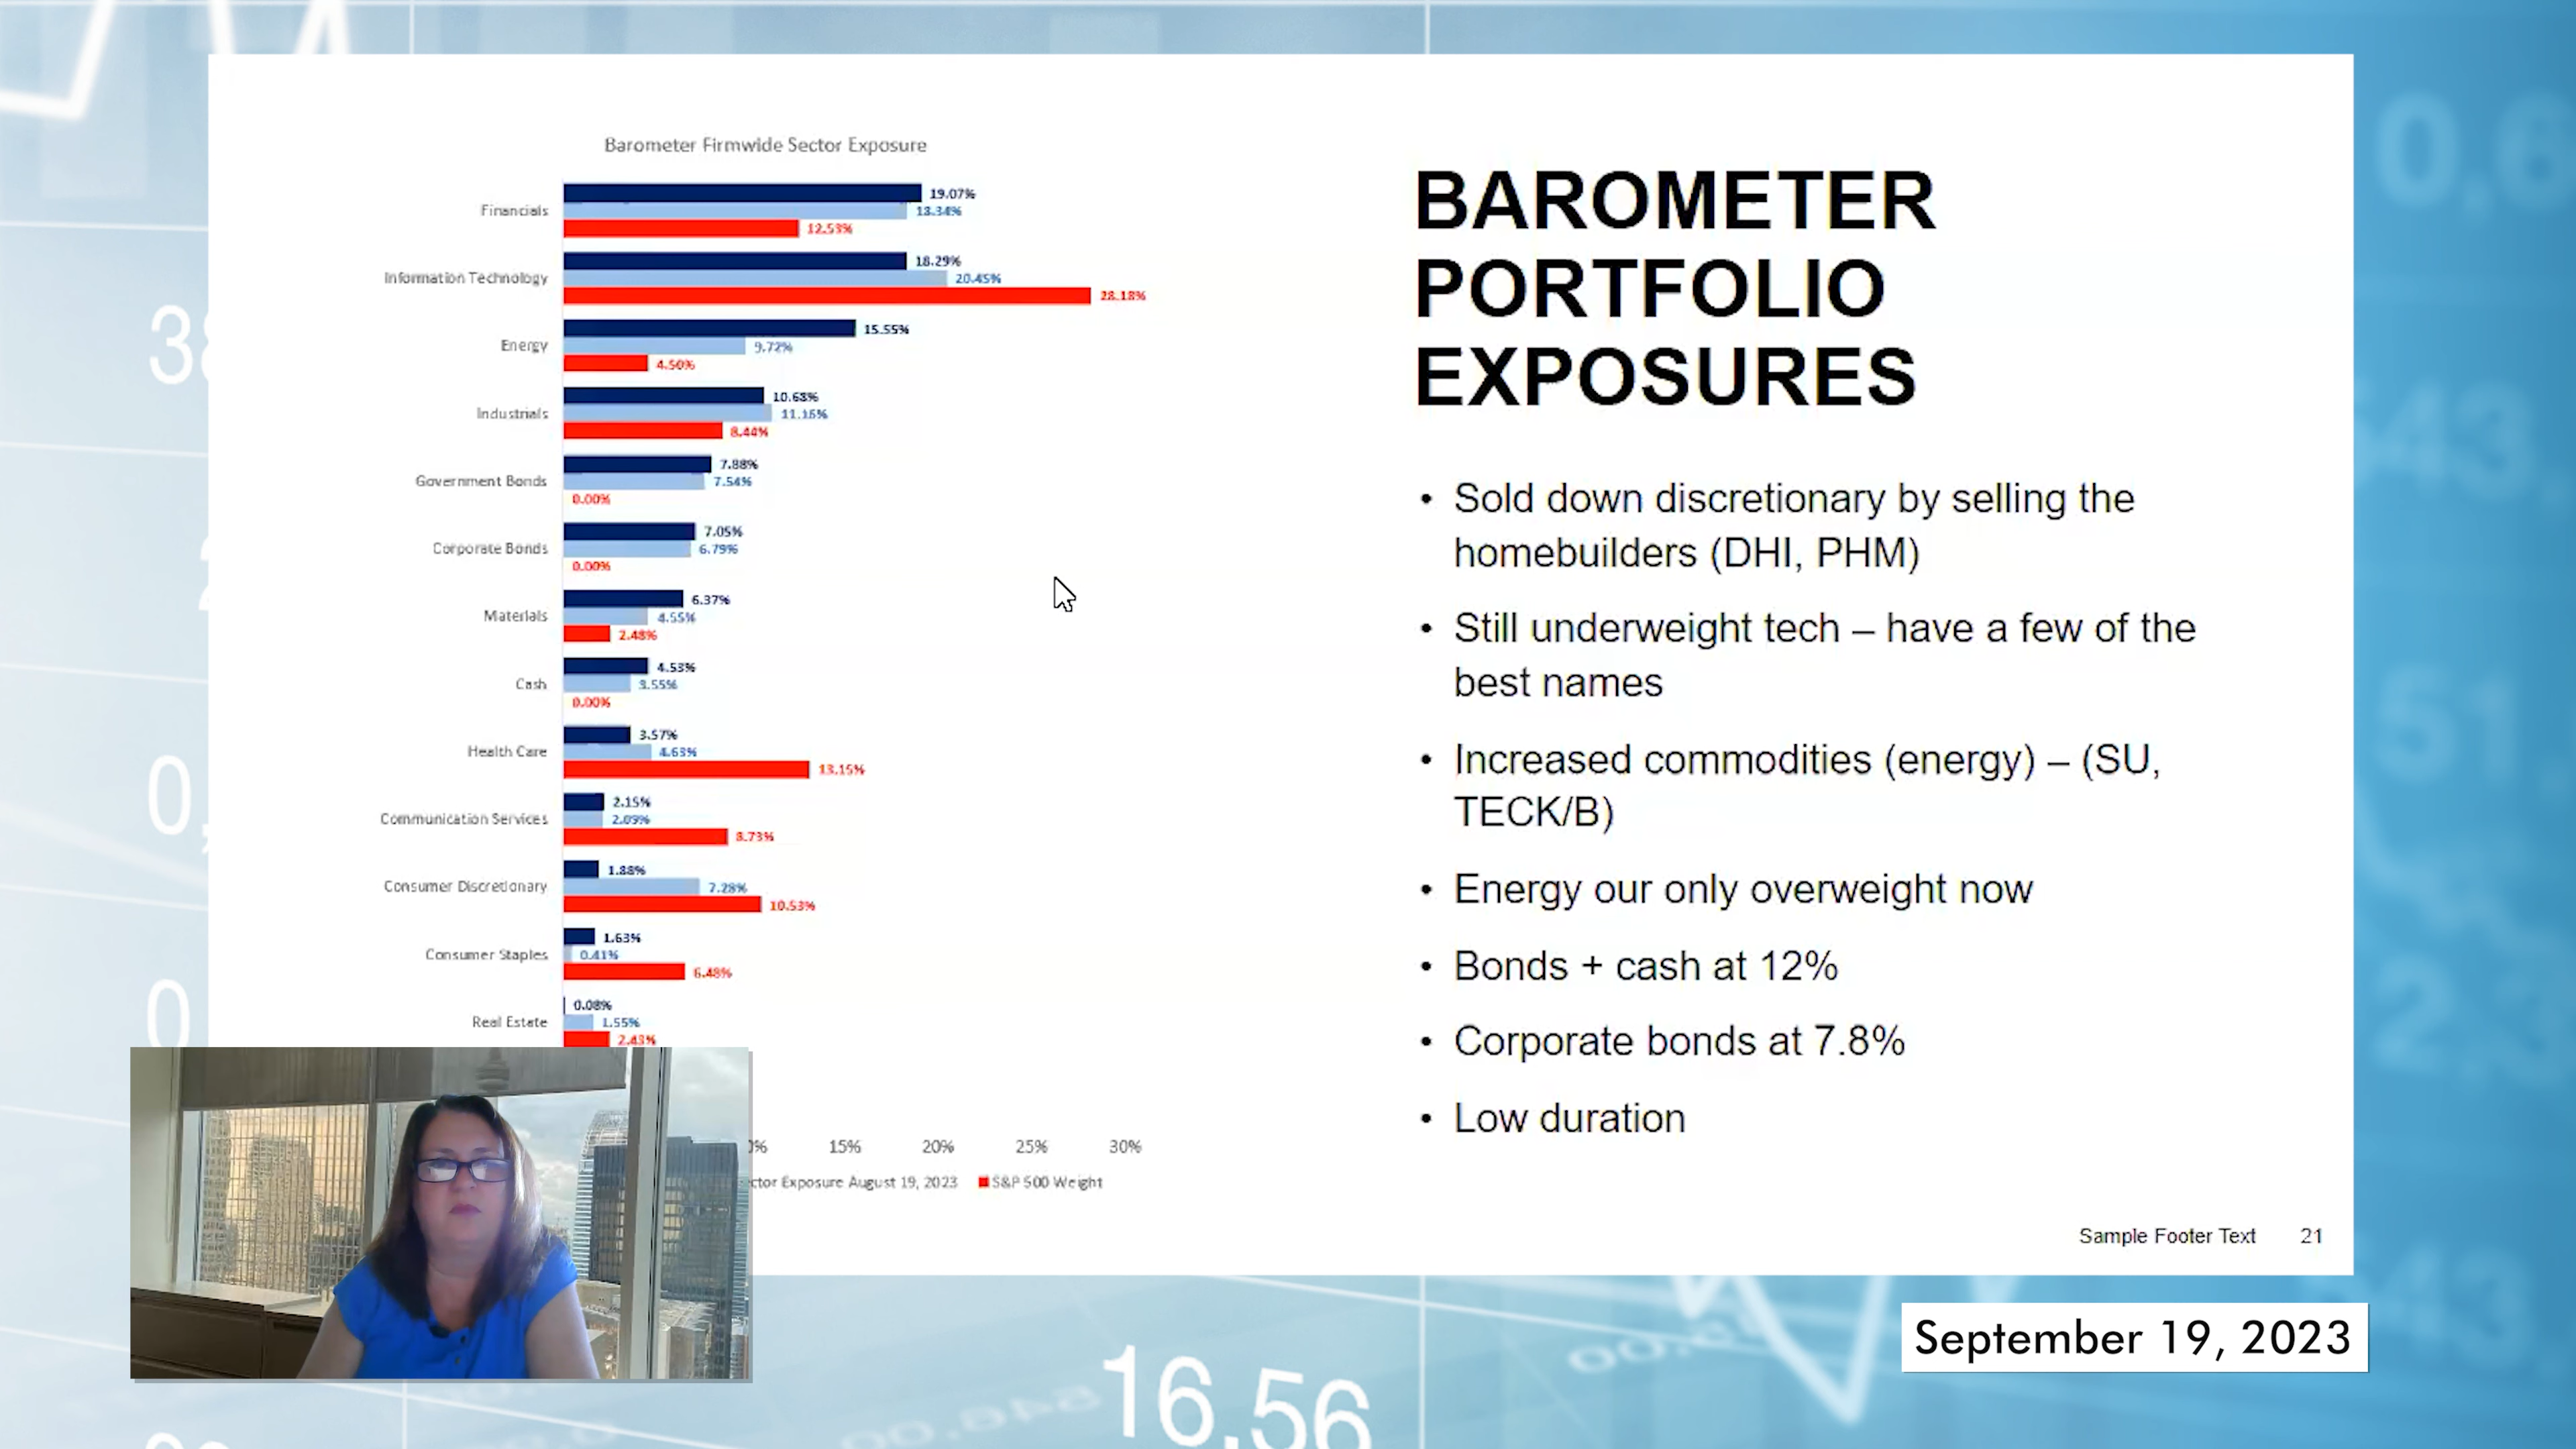 Barometer Firmwide Sector Exposure
Financials
19.07%
18.34%
12.53%
Information Technology
18.29%
20.45%
28.18%
Energy
15.55%
9.72%
4.50%
Industrials
10.68%
11.16%
8.44%
Government Bonds
7.88%
7.54%
0.00%
Corporate Bonds
7.05%
6.79%
0.00%
Materials
6.37%
4.55%
2.48%
Cash
4.53%
3.55%
0.00%
Health Care
3.57%
4.63%
13.15%
Communication Services
2.15%
2.09%
8.73%
Consumer Discretionary
1.88%
7.28%
10.53%
Consumer Staples
1.63%
0.41%
6.48%
Real Estate
0.08%
1.55%
2.43%
15% 20% 25% 30%
Exposure August 19, 2023 S&P 500 Weight
BAROMETER
PORTFOLIO
EXPOSURES
• Sold down discretionary by selling the
homebuilders (DHI, PHM)
• Still underweight tech – have a few of the
best names
• Increased commodities (energy) – (SU,
TECK/B)
• Energy our only overweight now
• Bonds + cash at 12%
• Corporate bonds at 7.8%
• Low duration
Sample Footer Text 21
September 19, 2023
16,56